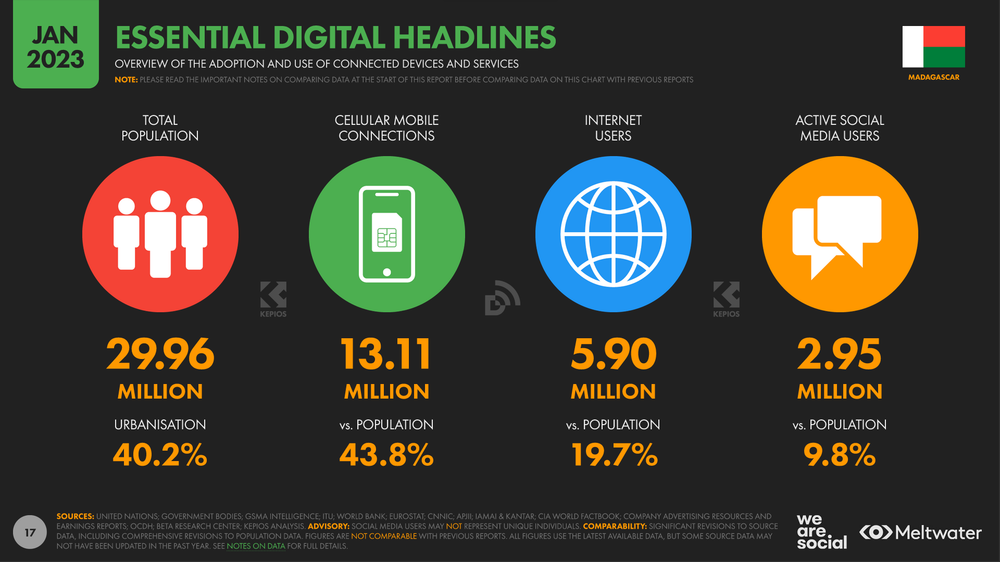 JAN
2023
ESSENTIAL DIGITAL HEADLINES
OVERVIEW OF THE ADOPTION AND USE OF CONNECTED DEVICES AND SERVICES
NOTE: PLEASE READ THE IMPORTANT NOTES ON COMPARING DATA AT THE START OF THIS REPORT BEFORE COMPARING DATA ON THIS CHART WITH PREVIOUS REPORTS
MADAGASCAR
TOTAL
POPULATION
29.96
MILLION
URBANISATION
40.2%
KEPIOS
CELLULAR MOBILE
CONNECTIONS
13.11
MILLION
vs. POPULATION
43.8%
INTERNET
USERS
5.90
MILLION
vs. POPULATION
19.7%
KEPIOS
ACTIVE SOCIAL
MEDIA USERS
2.95
MILLION
vs. POPULATION
9.8%
17
SOURCES: UNITED NATIONS; GOVERNMENT BODIES; GSMA INTELLIGENCE; ITU; WORLD BANK; EUROSTAT; CNNIC; APJII; IAMAI & KANTAR; CIA WORLD FACTBOOK; COMPANY ADVERTISING RESOURCES AND
EARNINGS REPORTS; OCDH; BETA RESEARCH CENTER; KEPIOS ANALYSIS. ADVISORY: SOCIAL MEDIA USERS MAY NOT REPRESENT UNIQUE INDIVIDUALS. COMPARABILITY: SIGNIFICANT REVISIONS TO SOURCE
DATA, INCLUDING COMPREHENSIVE REVISIONS TO POPULATION DATA. FIGURES ARE NOT COMPARABLE WITH PREVIOUS REPORTS. ALL FIGURES USE THE LATEST AVAILABLE DATA, BUT SOME SOURCE DATA MAY
NOT HAVE BEEN UPDATED IN THE PAST YEAR. SEE NOTES ON DATA FOR FULL DETAILS.
we
are
social
Meltwater